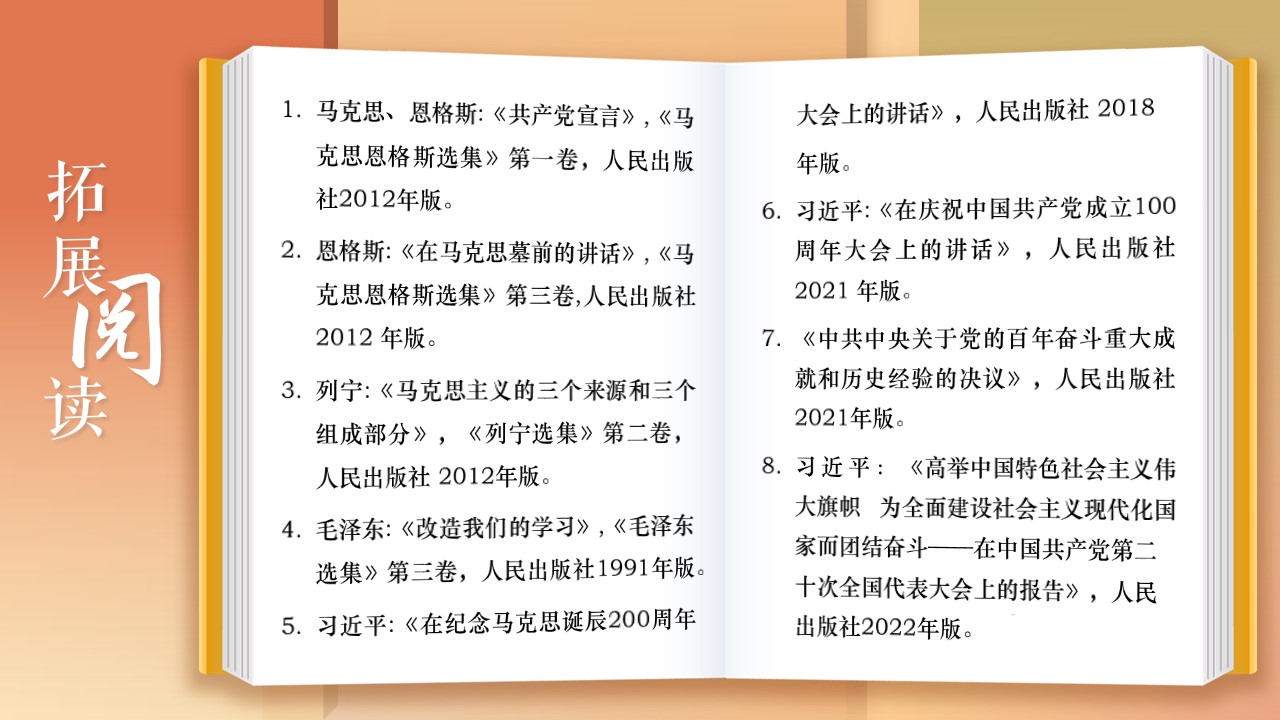 拓展阅读
1. 马克思、恩格斯:《共产党宣言》,《马
克思恩格斯选集》第一卷，人民出版
社2012年版。
2. 恩格斯:《在马克思墓前的讲话》,《马
克思恩格斯选集》第三卷,人民出版社
2012 年版。
3. 列宁:《马克思主义的三个来源和三个
组成部分》，《列宁选集》第二卷，
人民出版社 2012年版。
4. 毛泽东:《改造我们的学习》,《毛泽东
选集》第三卷，人民出版社1991年版。
5. 习近平:《在纪念马克思诞辰200周年
大会上的讲话》，人民出版社 2018
年版。
6. 习近平:《在庆祝中国共产党成立100
周年大会上的讲话》，人民出版社
2021 年版。
7. 《中共中央关于党的百年奋斗重大成
就和历史经验的决议》，人民出版社
2021年版。
8. 习近平：《高举中国特色社会主义伟
大旗帜 为全面建设社会主义现代化国
家而团结奋斗——在中国共产党第二
十次全国代表大会上的报告》，人民
出版社2022年版。